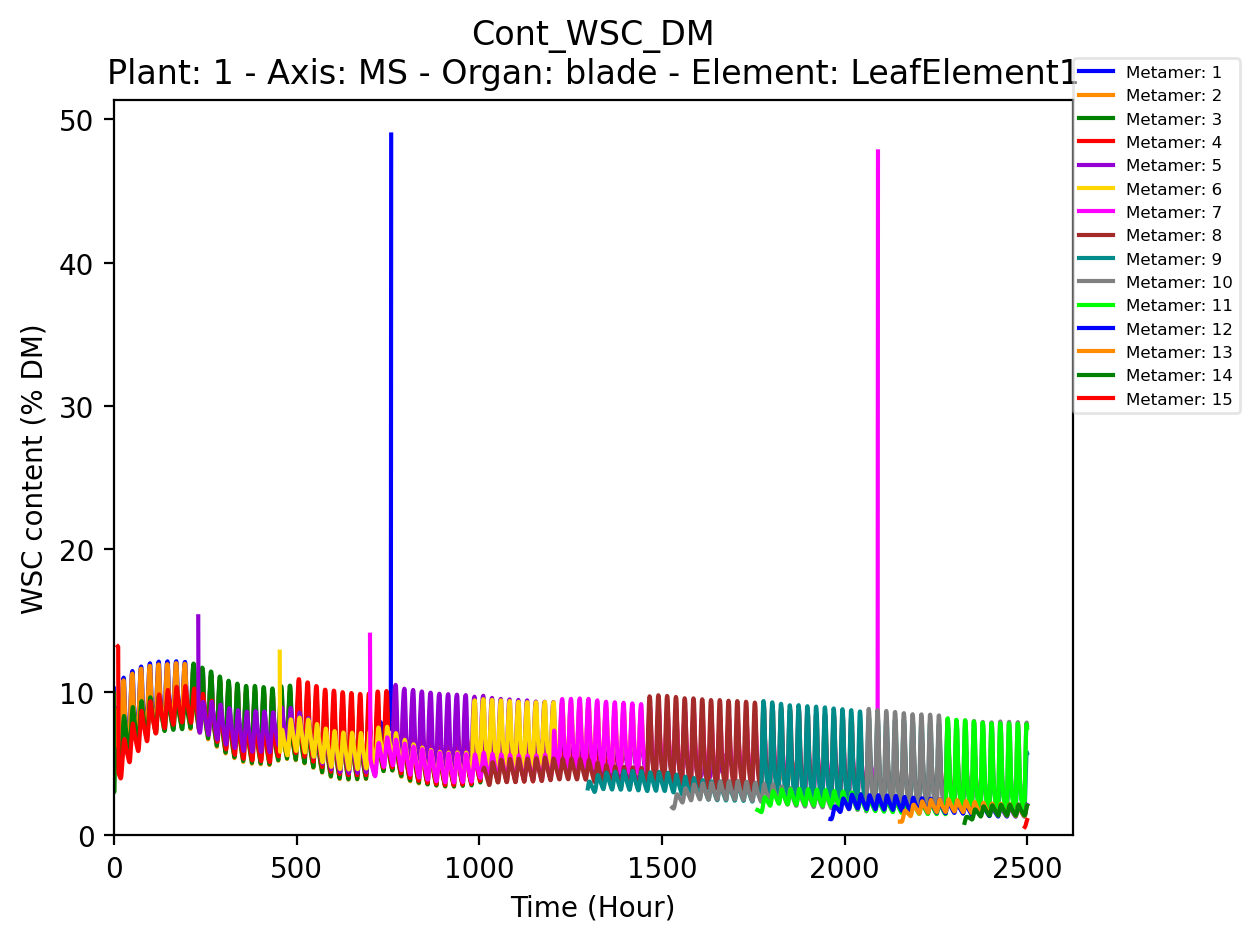 Cont_WSC_DM
Plant: 1 - Axis: MS - Organ: blade - Element: LeafElement1
Metamer: 1
Metamer: 2
Metamer: 3
Metamer: 4
Metamer: 5
Metamer: 6
Metamer: 7
Metamer: 8
Metamer: 9
Metamer: 10
Metamer: 11
Metamer: 12
Metamer: 13
Metamer: 14
Metamer: 15
WSC content (% DM)
50
40
30
20
10
0
0 500 1000 1500 2000 2500
Time (Hour)